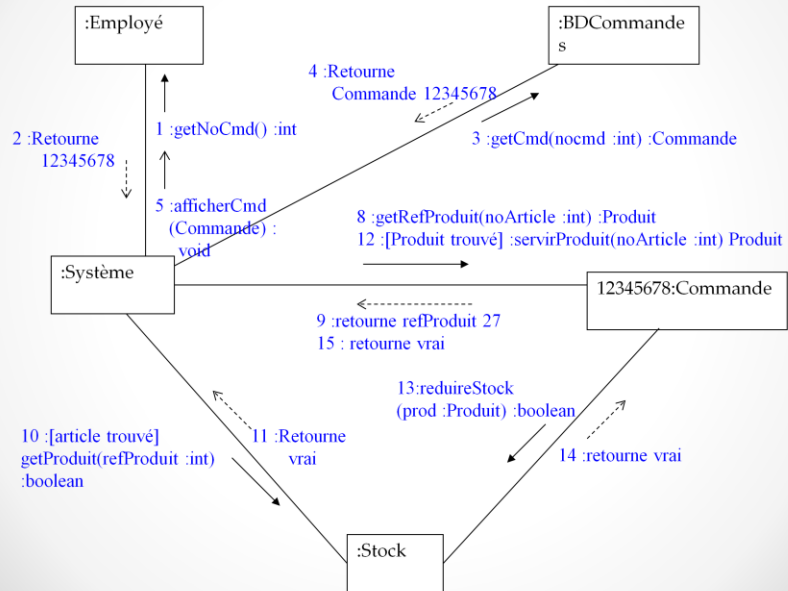 :Employé
:BDCommande
s
4 :Retourne
Commande 12345678
1 :getNoCmd() :int
3 :getCmd(nocmd :int) :Commande
2 :Retourne
12345678
5 :afficherCmd
(Commande) :
void
8 :getRefProduit(noArticle :int) :Produit
12 :[Produit trouvé] :servirProduit(noArticle :int) Produit
:Système
12345678:Commande
9 :retourne refProduit 27
15 : retourne vrai
13:reduireStock
(prod :Produit) :boolean
10 :[article trouvé]
getProduit(refProduit :int)
:boolean
11 :Retourne
vrai
14 :retourne vrai
:Stock